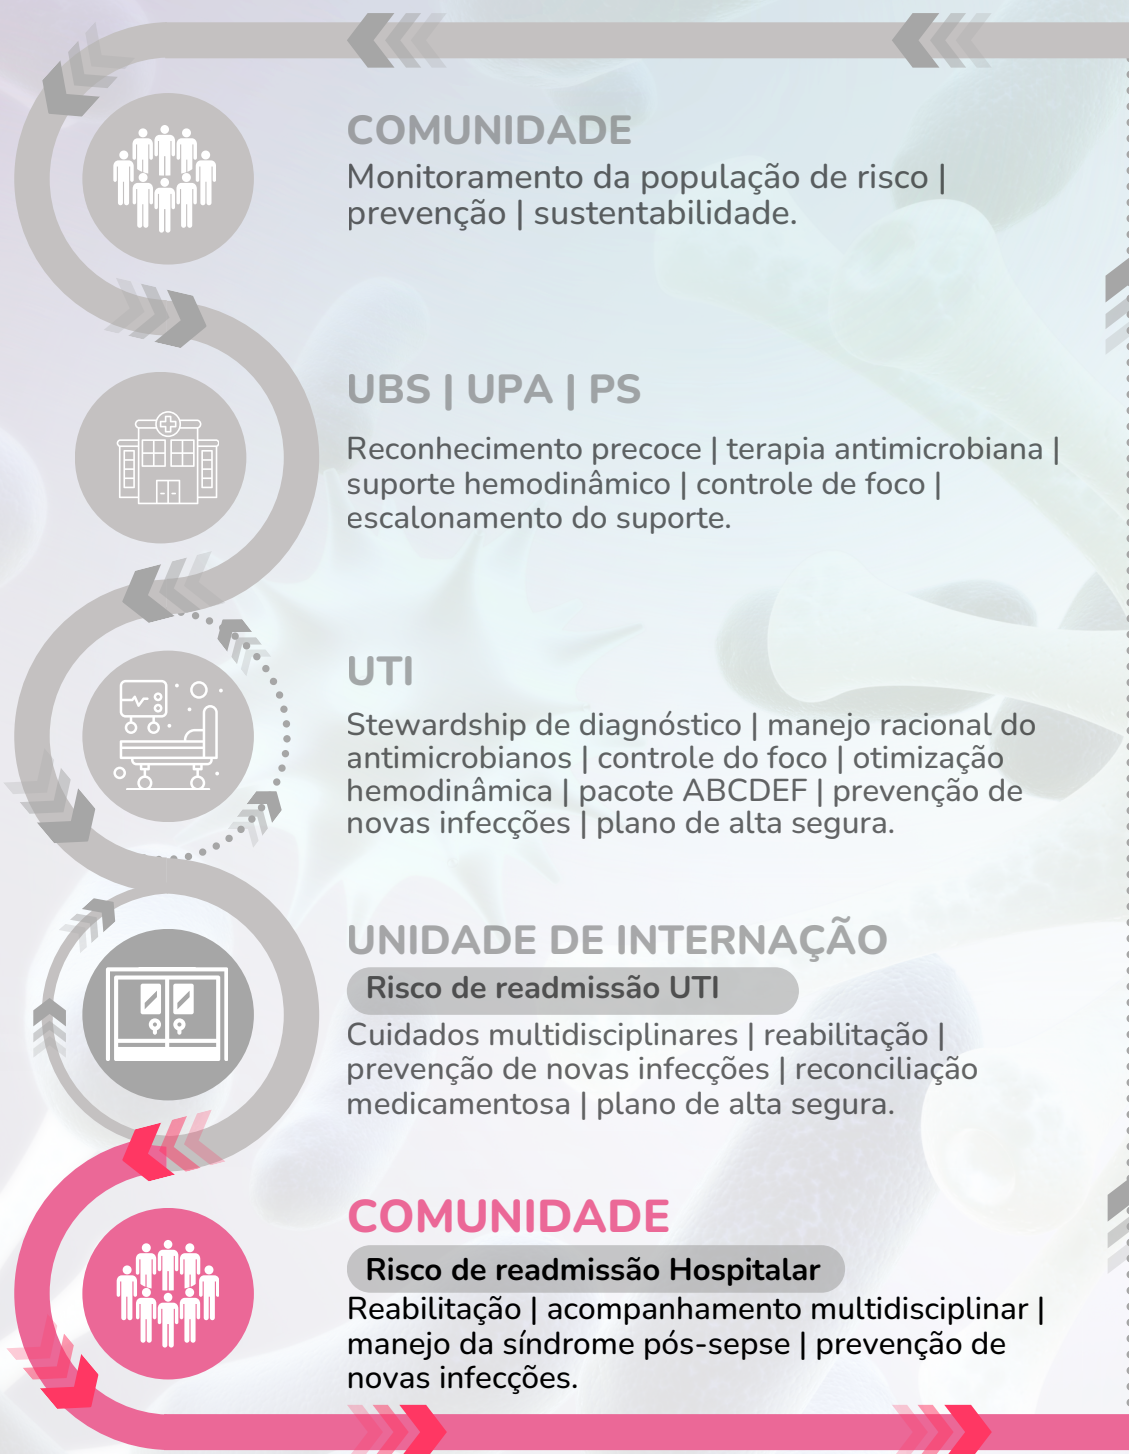 COMUNIDADE
Monitoramento da população de risco |
prevenção | sustentabilidade.
UBS | UPA | PS
Reconhecimento precoce | terapia antimicrobiana |
suporte hemodinâmico | controle de foco |
escalonamento do suporte.
UTI
Stewardship de diagnóstico | manejo racional do
antimicrobianos | controle do foco | otimização
hemodinâmica | pacote ABCDEF | prevenção de
novas infecções | plano de alta segura.
UNIDADE DE INTERNAÇÃO
Risco de readmissão UTI
Cuidados multidisciplinares | reabilitação |
prevenção de novas infecções | reconciliação
medicamentosa | plano de alta segura.
COMUNIDADE
Risco de readmissão Hospitalar
Reabilitação | acompanhamento multidisciplinar |
manejo da síndrome pós-sepse | prevenção de
novas infecções.